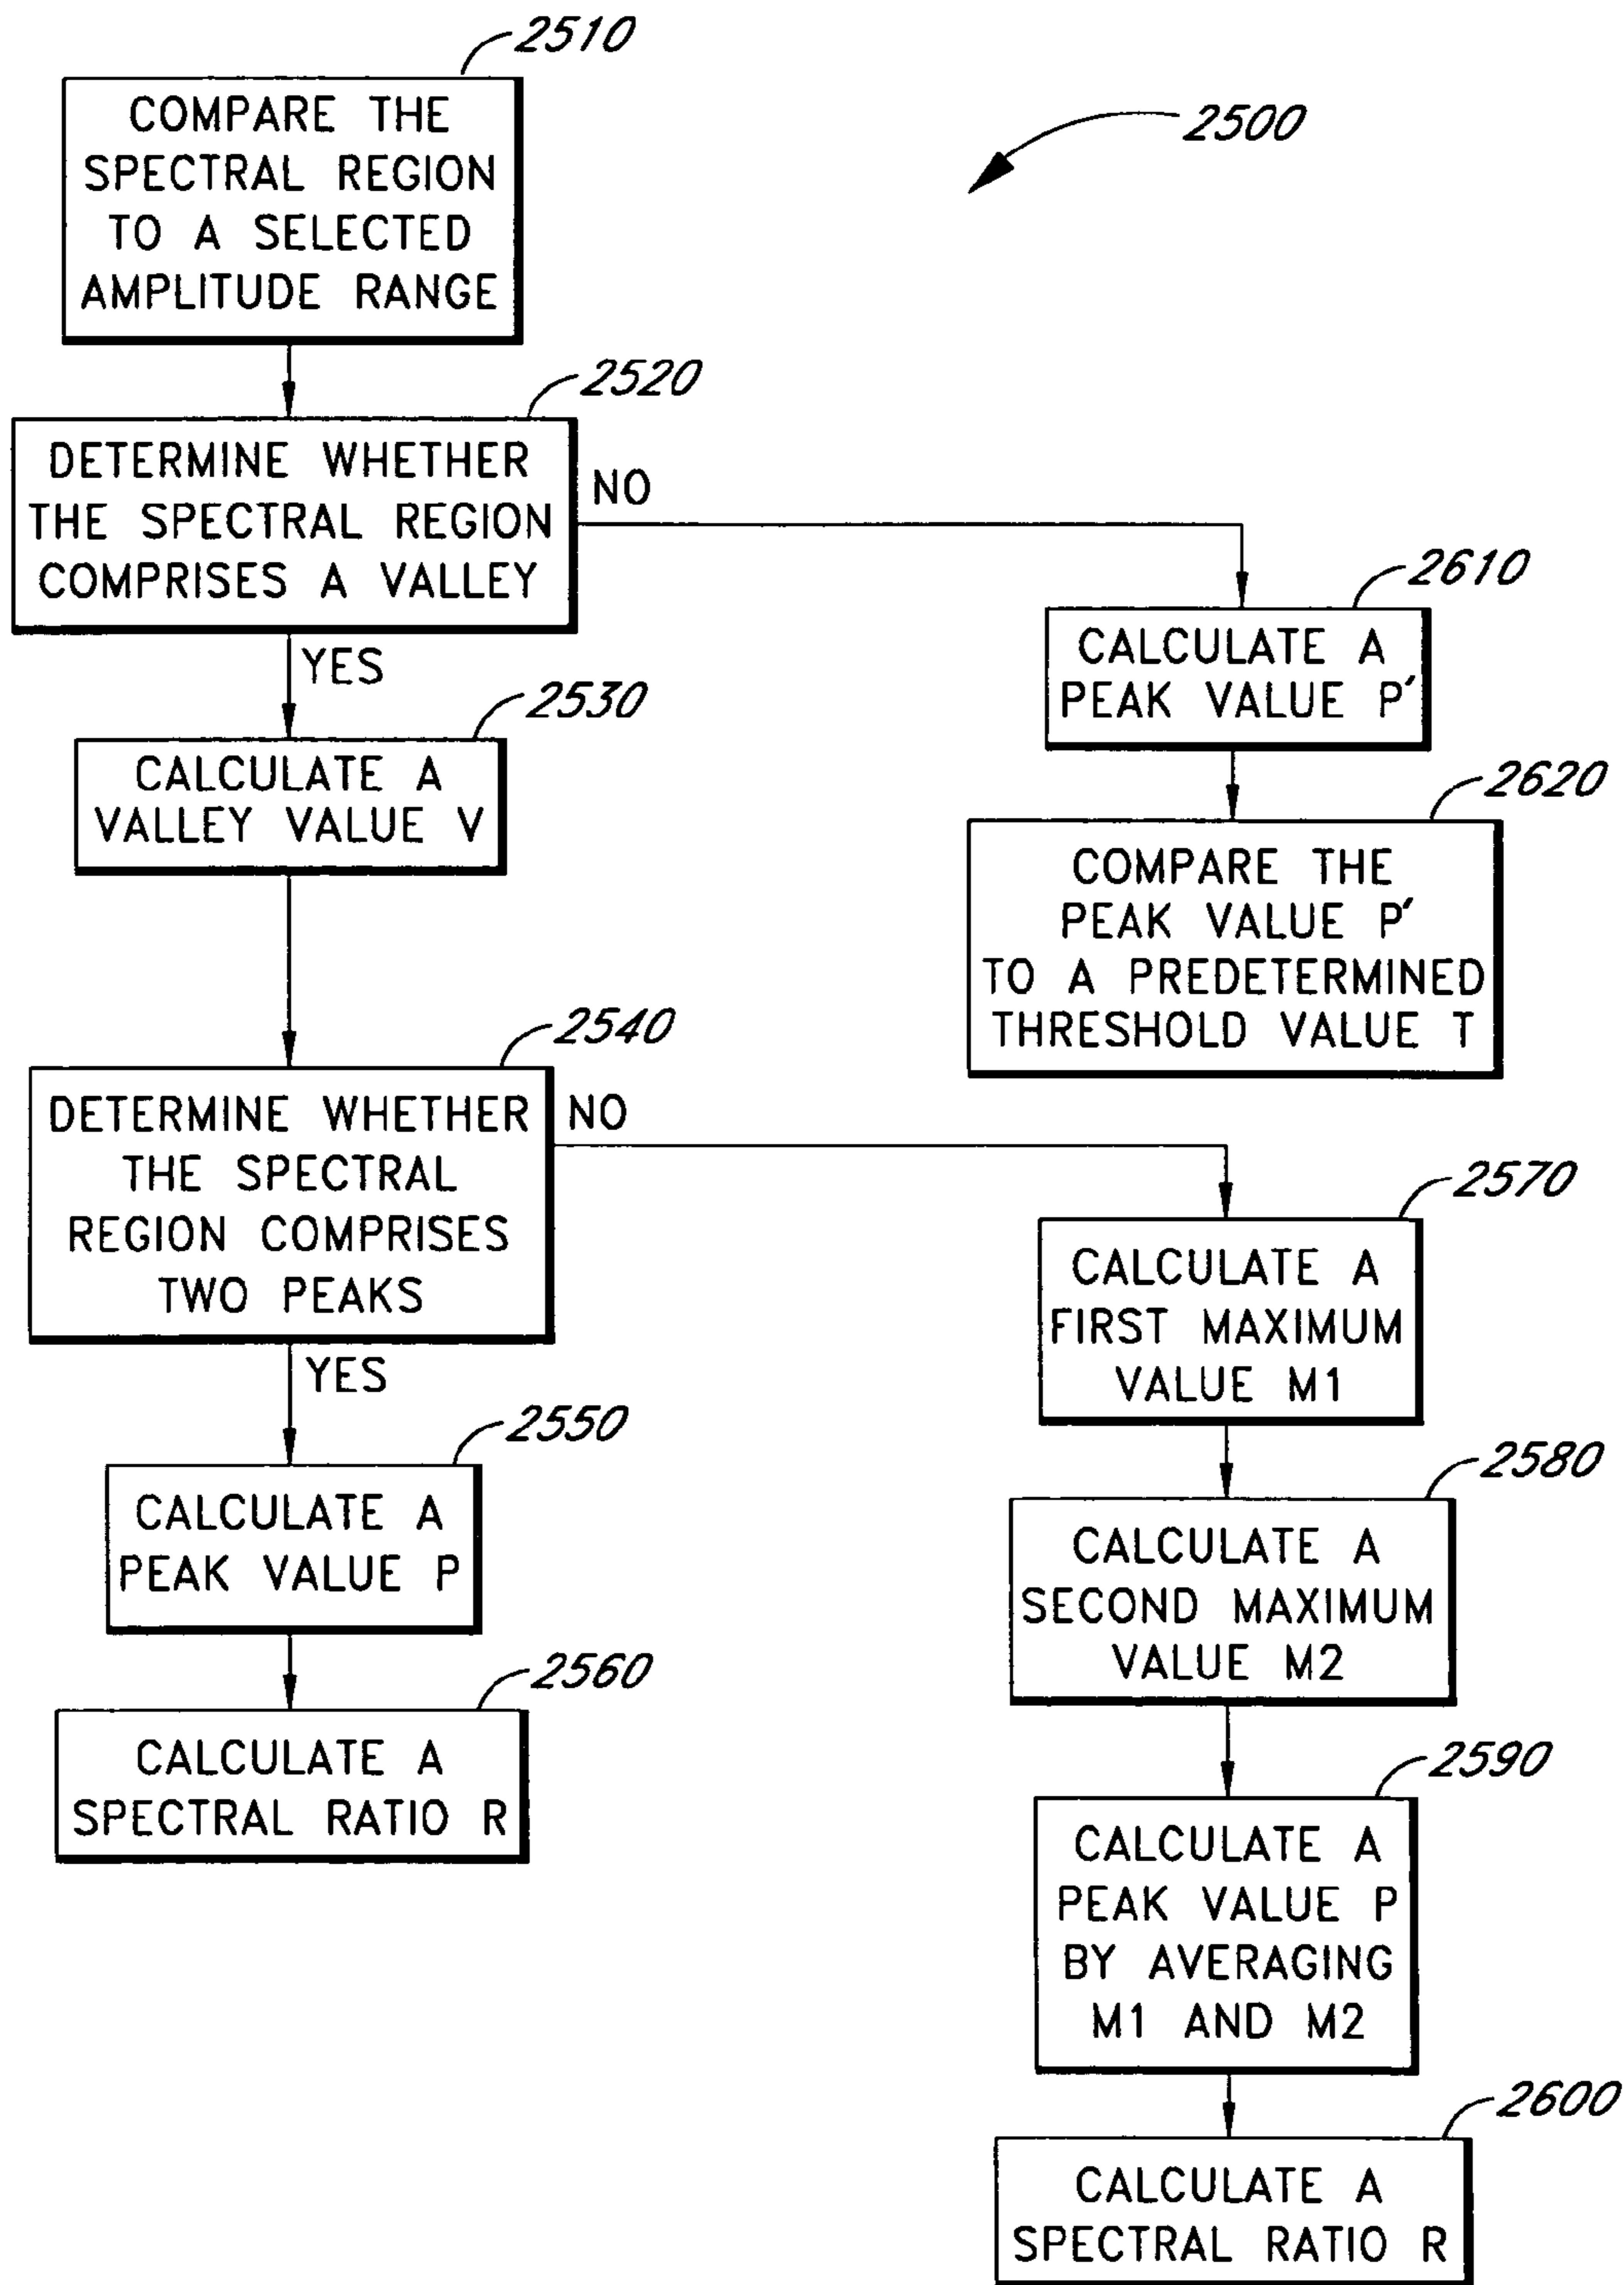 2510
COMPARE THE
SPECTRAL REGION
TO A SELECTED
AMPLITUDE RANGE
2500
2520
DETERMINE WHETHER
THE SPECTRAL REGION
COMPRISES A VALLEY
NO
YES
2610
CALCULATE A
PEAK VALUE P'
2530
CALCULATE A
VALLEY VALUE V
2620
COMPARE THE
PEAK VALUE P'
TO A PREDETERMINED
THRESHOLD VALUE T
2540
DETERMINE WHETHER
THE SPECTRAL
REGION COMPRISES
TWO PEAKS
NO
YES
2570
CALCULATE A
FIRST MAXIMUM
VALUE M1
2550
CALCULATE A
PEAK VALUE P
2580
CALCULATE A
SECOND MAXIMUM
VALUE M2
2560
CALCULATE A
SPECTRAL RATIO R
2590
CALCULATE A
PEAK VALUE P
BY AVERAGING
M1 AND M2
2600
CALCULATE A
SPECTRAL RATIO R